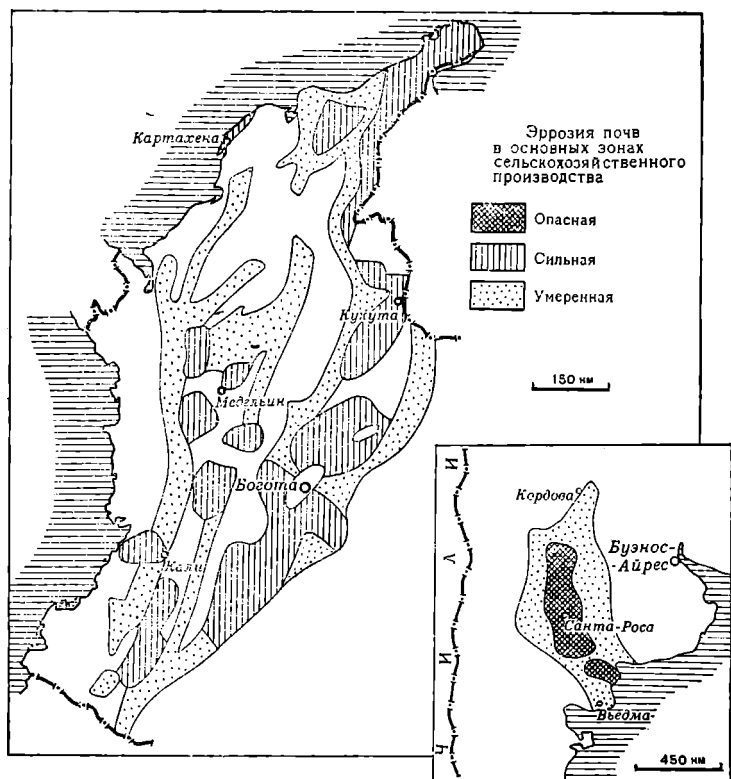 Эррозия почв
в основных зонах
сельскохозяйственного
производства
Опасная
Сильная
Умеренная
150 км
Картахена
Кукута
Медельин
Богота
Кали
Кордова
Буэнос-
-Айрес
Санта-Роса
Вьедма
ЧИЛИ
450 км